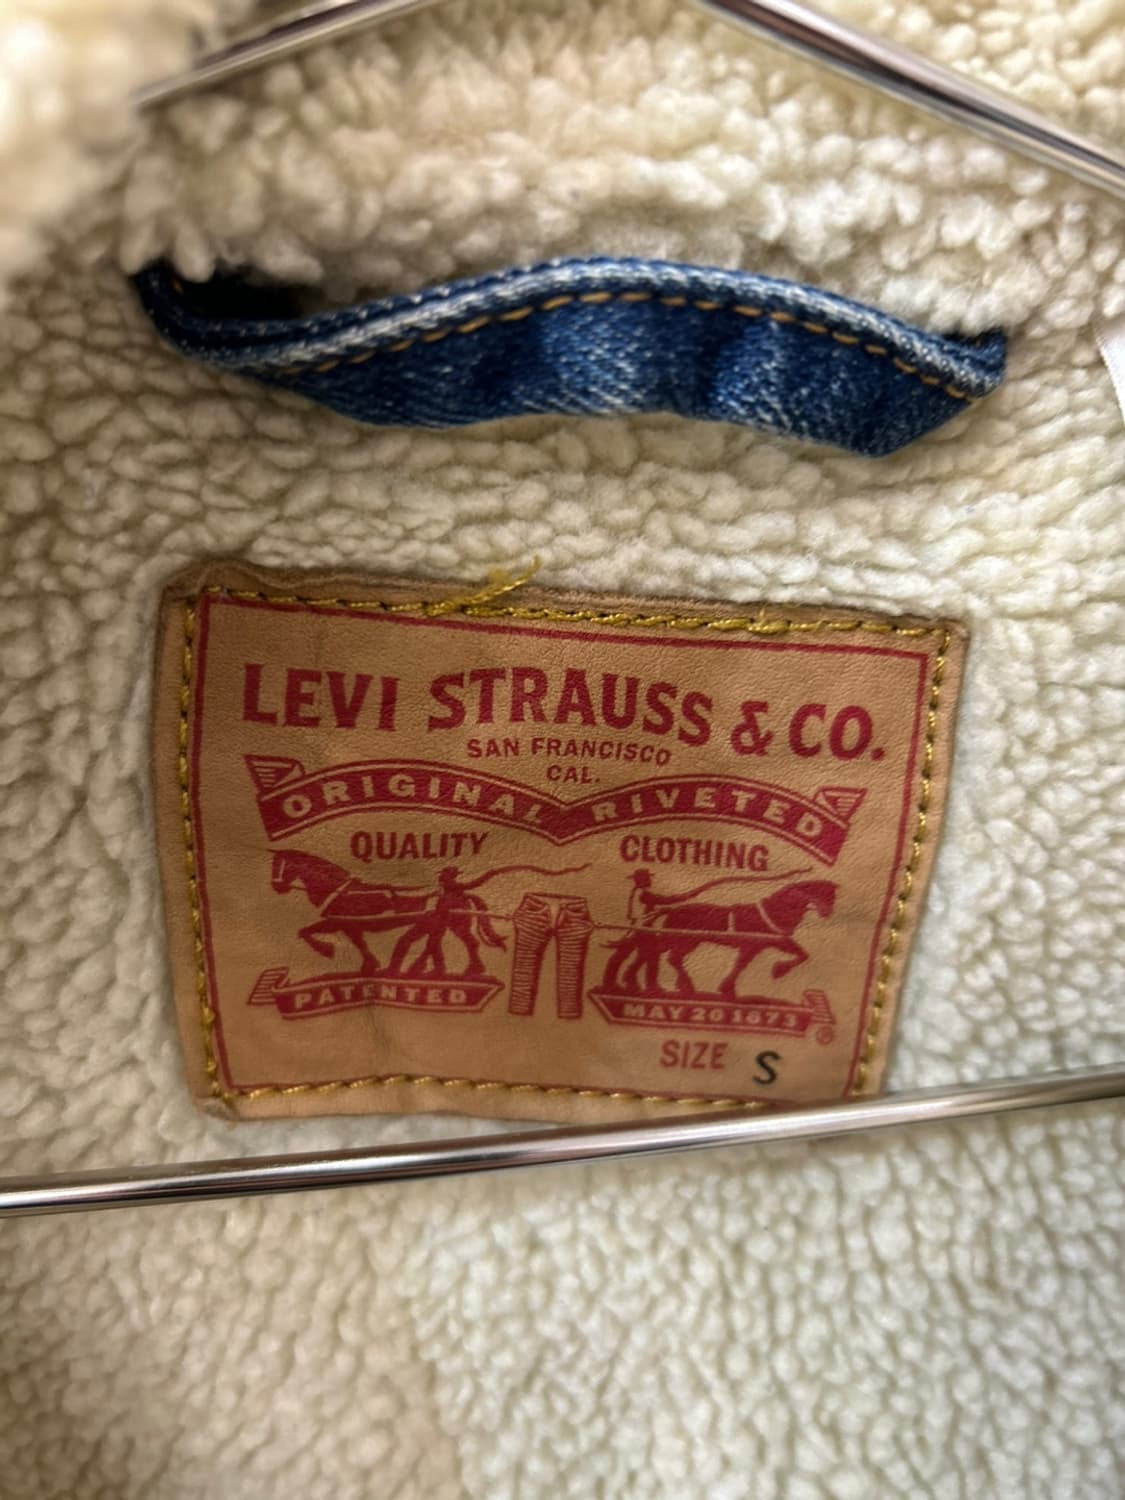 LEVI STRAUSS & CO.
SAN FRANCISCO
CAL.
ORIGINAL RIVETED
QUALITY CLOTHING
PATENTED MAY 20 1873 ®
SIZE S